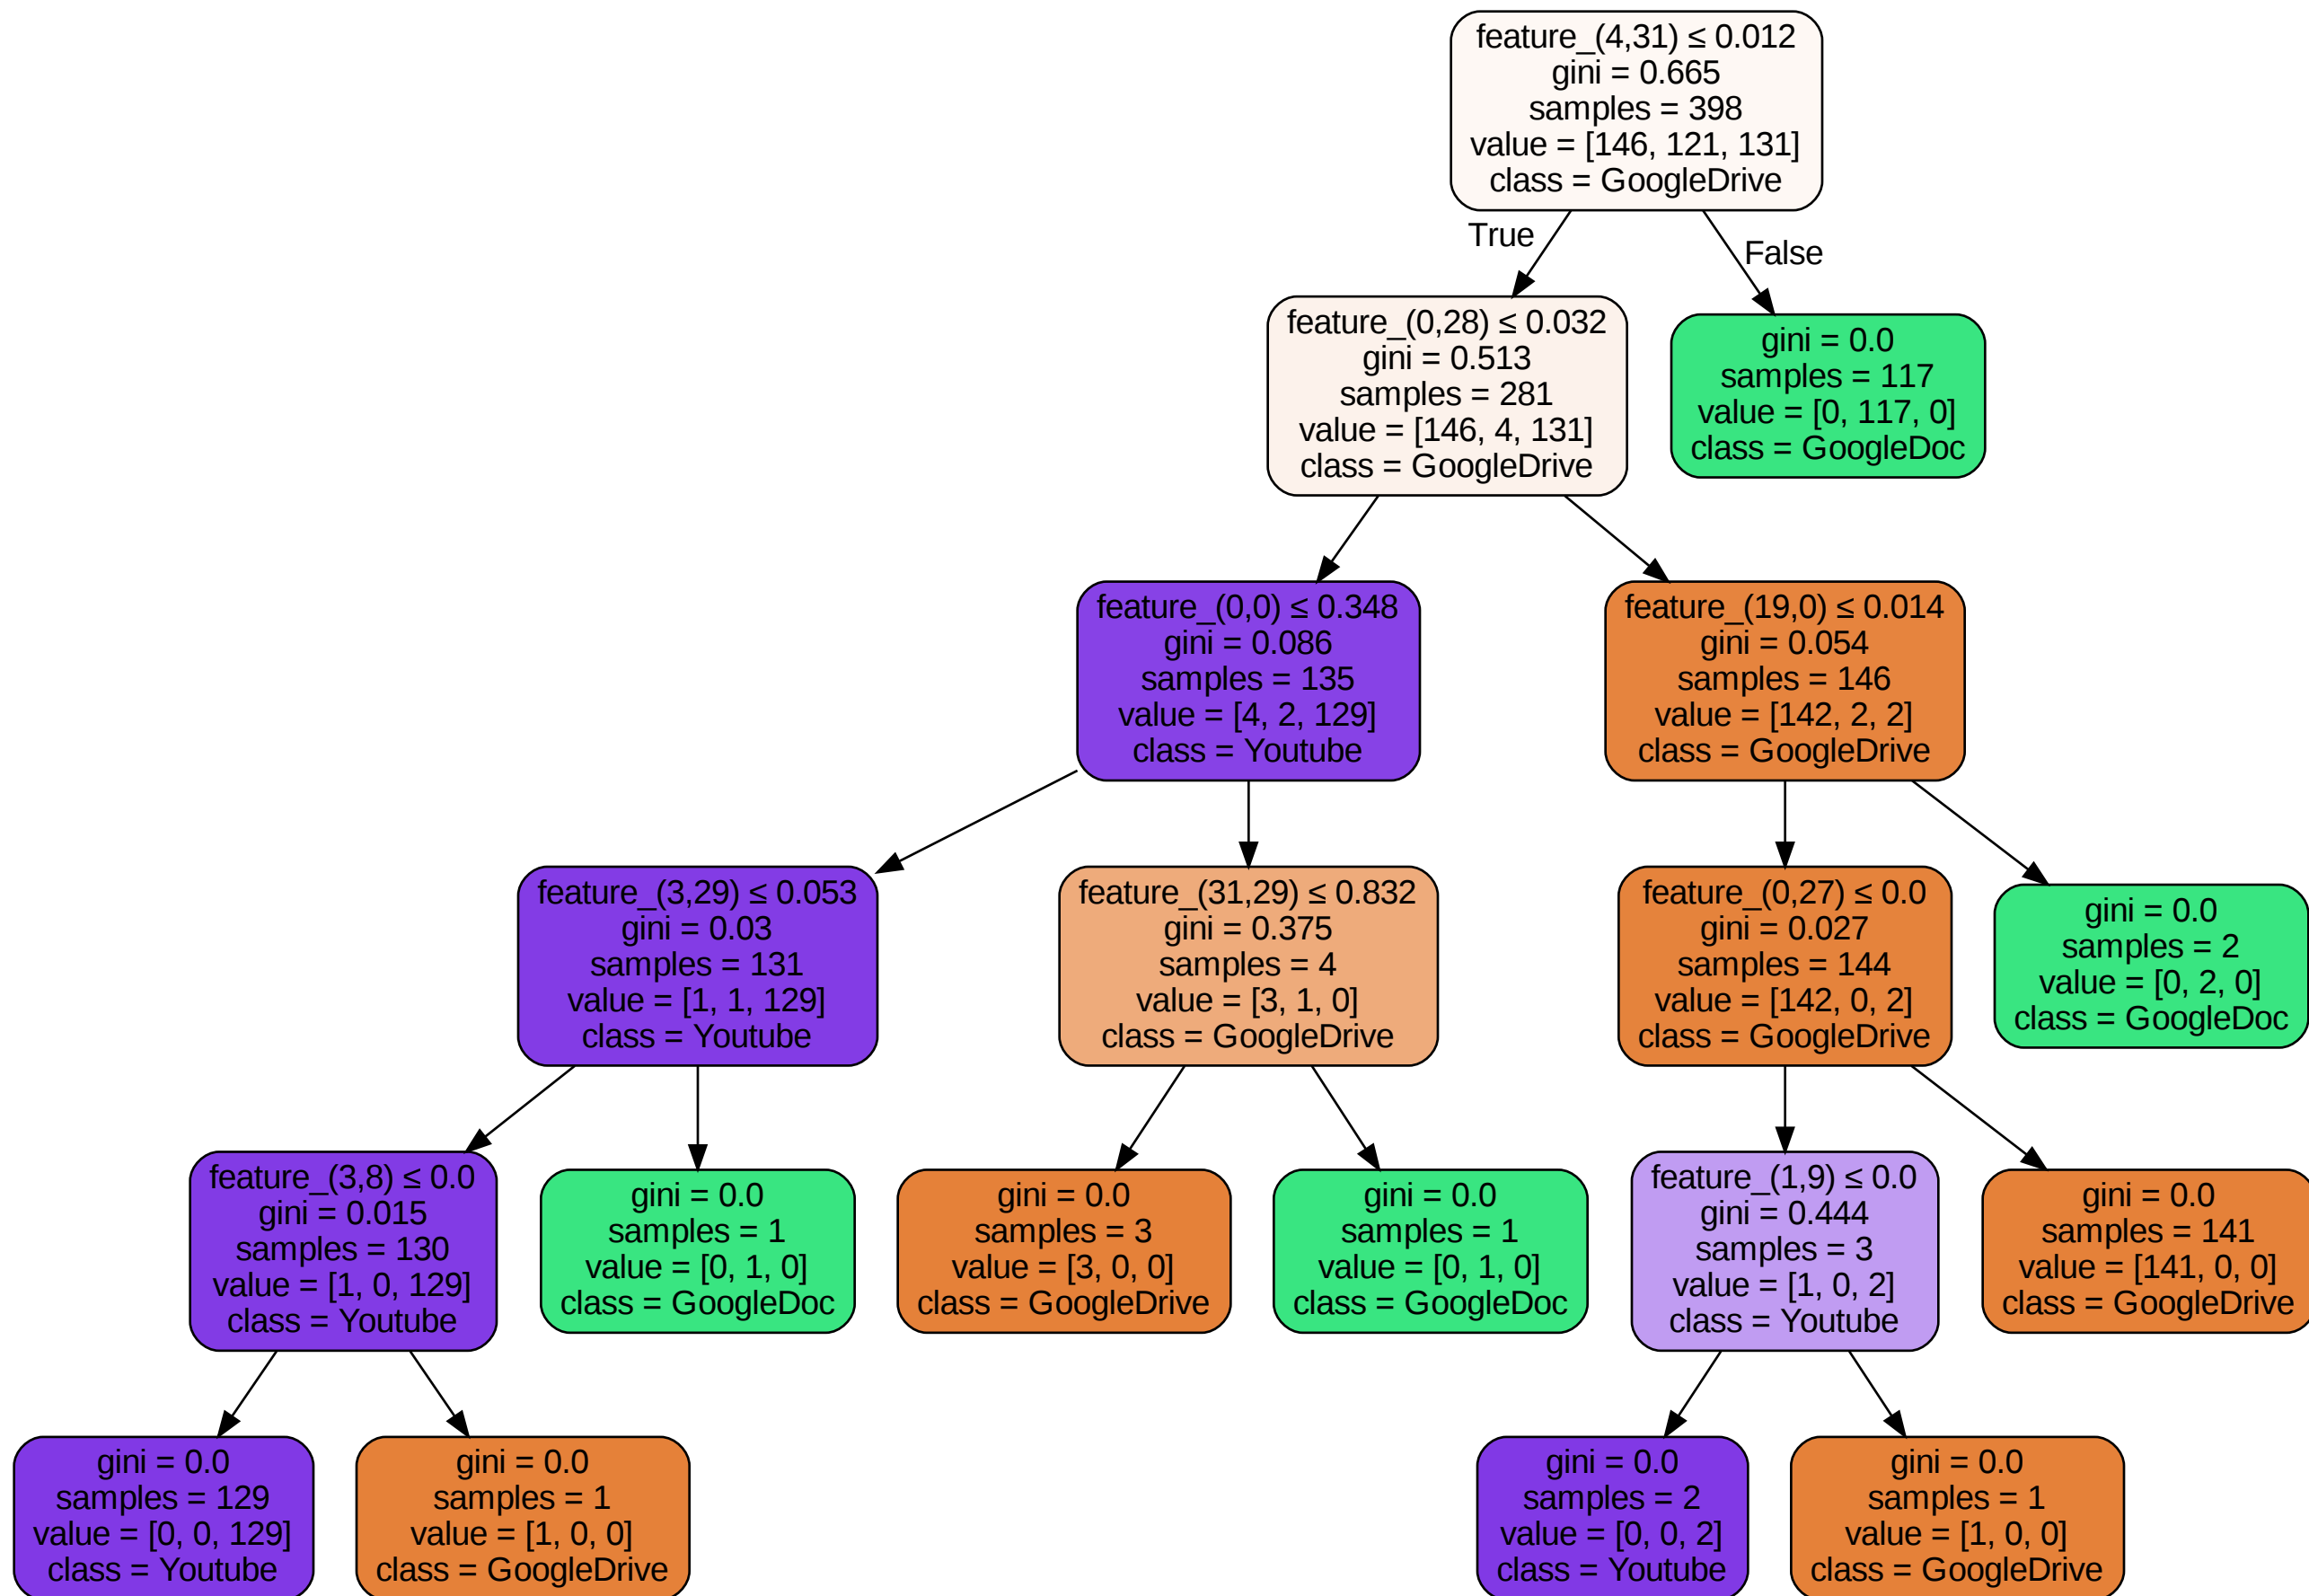 feature_(4,31) ≤ 0.012
gini = 0.665
samples = 398
value = [146, 121, 131]
class = GoogleDrive
True
False
feature_(0,28) ≤ 0.032
gini = 0.513
samples = 281
value = [146, 4, 131]
class = GoogleDrive
gini = 0.0
samples = 117
value = [0, 117, 0]
class = GoogleDoc
feature_(0,0) ≤ 0.348
gini = 0.086
samples = 135
value = [4, 2, 129]
class = Youtube
feature_(19,0) ≤ 0.014
gini = 0.054
samples = 146
value = [142, 2, 2]
class = GoogleDrive
feature_(3,29) ≤ 0.053
gini = 0.03
samples = 131
value = [1, 1, 129]
class = Youtube
feature_(31,29) ≤ 0.832
gini = 0.375
samples = 4
value = [3, 1, 0]
class = GoogleDrive
feature_(0,27) ≤ 0.0
gini = 0.027
samples = 144
value = [142, 0, 2]
class = GoogleDrive
gini = 0.0
samples = 2
value = [0, 2, 0]
class = GoogleDoc
feature_(3,8) ≤ 0.0
gini = 0.015
samples = 130
value = [1, 0, 129]
class = Youtube
gini = 0.0
samples = 1
value = [0, 1, 0]
class = GoogleDoc
gini = 0.0
samples = 3
value = [3, 0, 0]
class = GoogleDrive
gini = 0.0
samples = 1
value = [0, 1, 0]
class = GoogleDoc
feature_(1,9) ≤ 0.0
gini = 0.444
samples = 3
value = [1, 0, 2]
class = Youtube
gini = 0.0
samples = 141
value = [141, 0, 0]
class = GoogleDrive
gini = 0.0
samples = 129
value = [0, 0, 129]
class = Youtube
gini = 0.0
samples = 1
value = [1, 0, 0]
class = GoogleDrive
gini = 0.0
samples = 2
value = [0, 0, 2]
class = Youtube
gini = 0.0
samples = 1
value = [1, 0, 0]
class = GoogleDrive